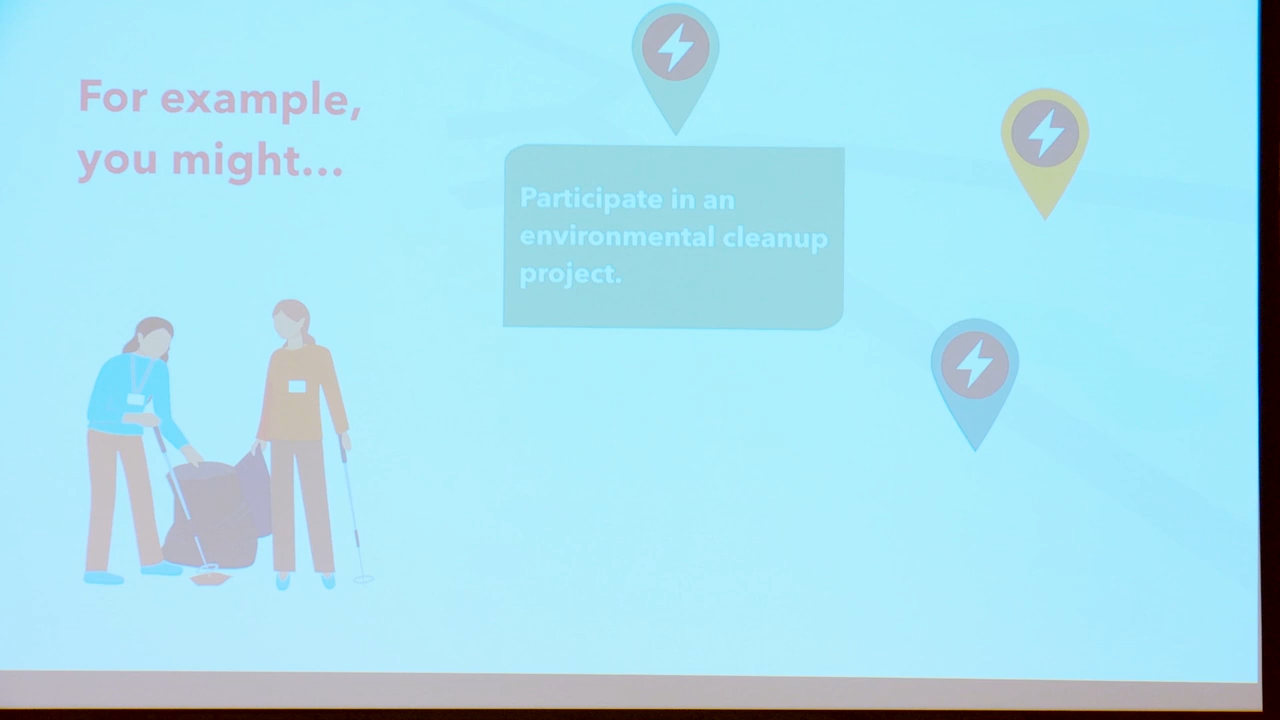 For example,
you might...
Participate in an
environmental cleanup
project.